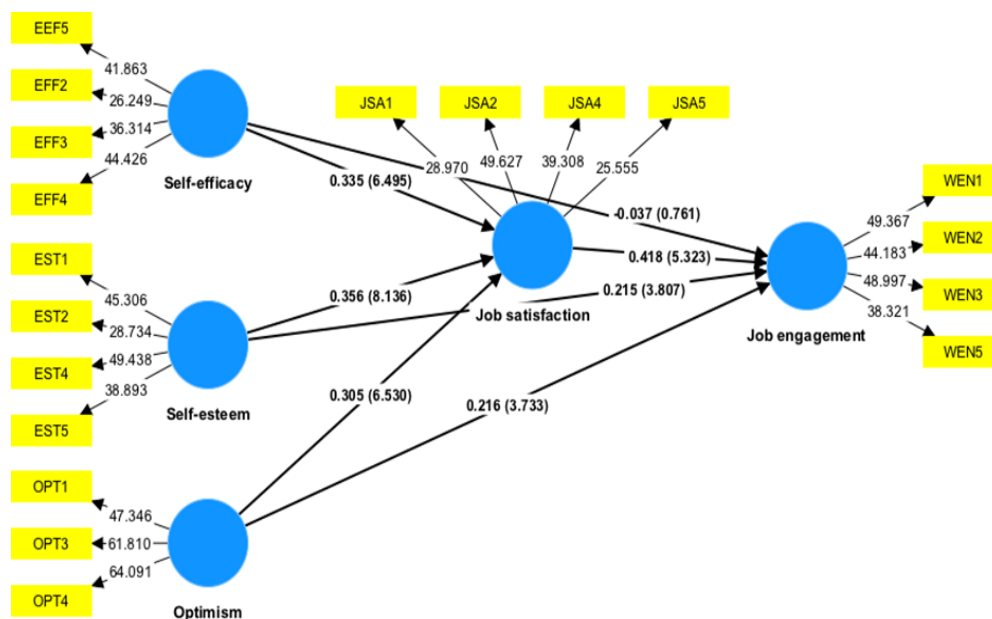 EEF5
41.863
EFF2
26.249
EFF3
36.314
EFF4
44.426
Self-efficacy
JSA1
JSA2
JSA4
JSA5
28.970
49.627
39.308
25.555
0.335 (6.495)
-0.037 (0.761)
0.418 (5.323)
0.356 (8.136)
0.215 (3.807)
Job satisfaction
WEN1
49.367
WEN2
44.183
WEN3
48.997
38.321
WEN5
Job engagement
EST1
45.306
EST2
28.734
EST4
49.438
38.893
EST5
Self-esteem
0.305 (6.530)
0.216 (3.733)
OPT1
47.346
OPT3
61.810
64.091
OPT4
Optimism